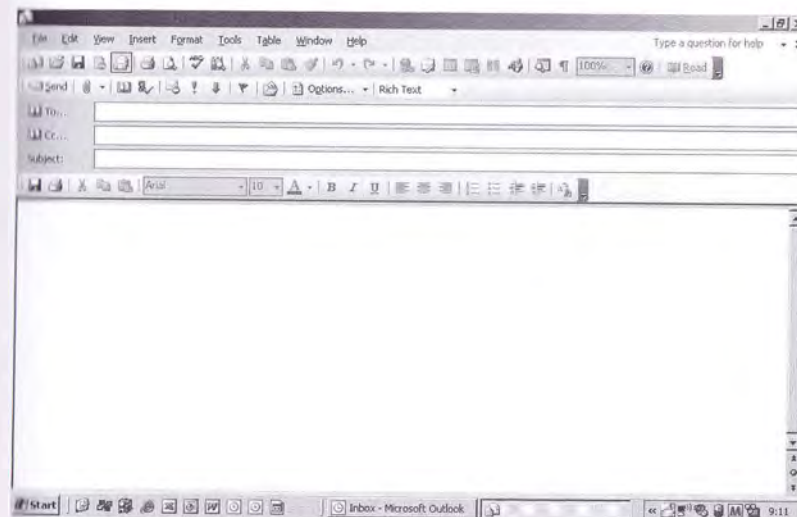 File Edit View Insert Format Tools Table Window Help Type a question for help
100% Read
Send Options... Rich Text
To...
Cc...
Subject:
Arial 10 A B I U
Start Inbox - Microsoft Outlook 9:11